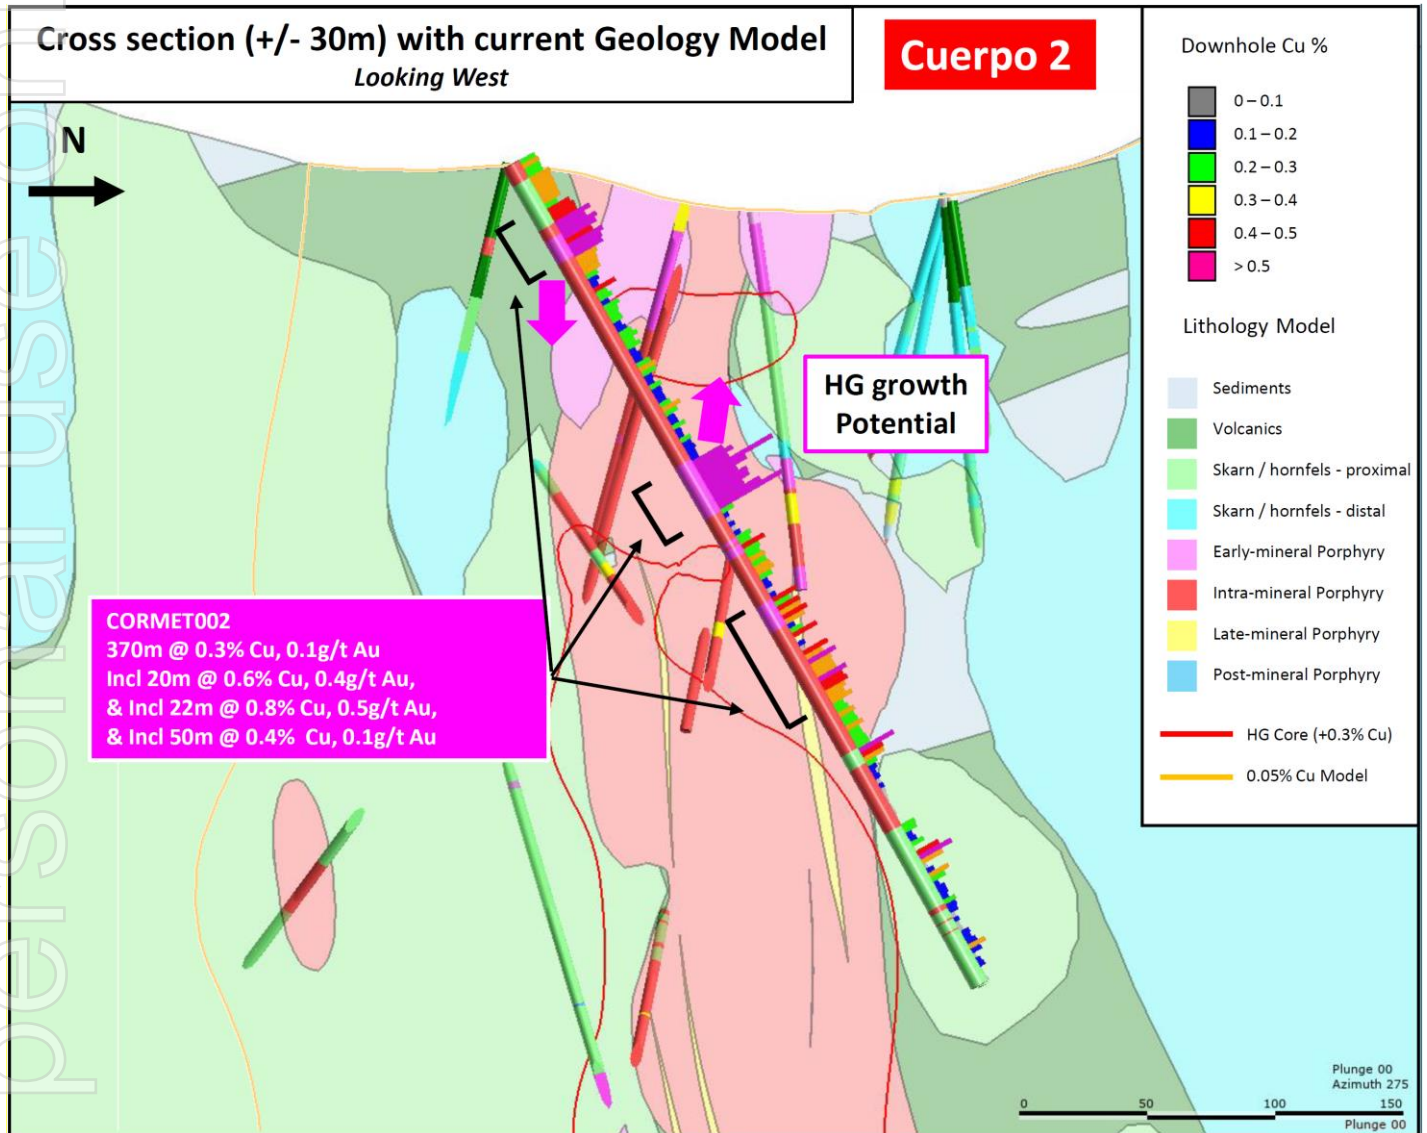 Cross section (+/- 30m) with current Geology Model
Looking West
Cuerpo 2
N
HG growth
Potential
CORMET002
370m @ 0.3% Cu, 0.1g/t Au
Incl 20m @ 0.6% Cu, 0.4g/t Au,
& Incl 22m @ 0.8% Cu, 0.5g/t Au,
& Incl 50m @ 0.4% Cu, 0.1g/t Au
Downhole Cu %
0 – 0.1
0.1 – 0.2
0.2 – 0.3
0.3 – 0.4
0.4 – 0.5
> 0.5
Lithology Model
Sediments
Volcanics
Skarn / hornfels - proximal
Skarn / hornfels - distal
Early-mineral Porphyry
Intra-mineral Porphyry
Late-mineral Porphyry
Post-mineral Porphyry
HG Core (+0.3% Cu)
0.05% Cu Model
Plunge 00
Azimuth 275
0 50 100 150
Plunge 00
personal use on